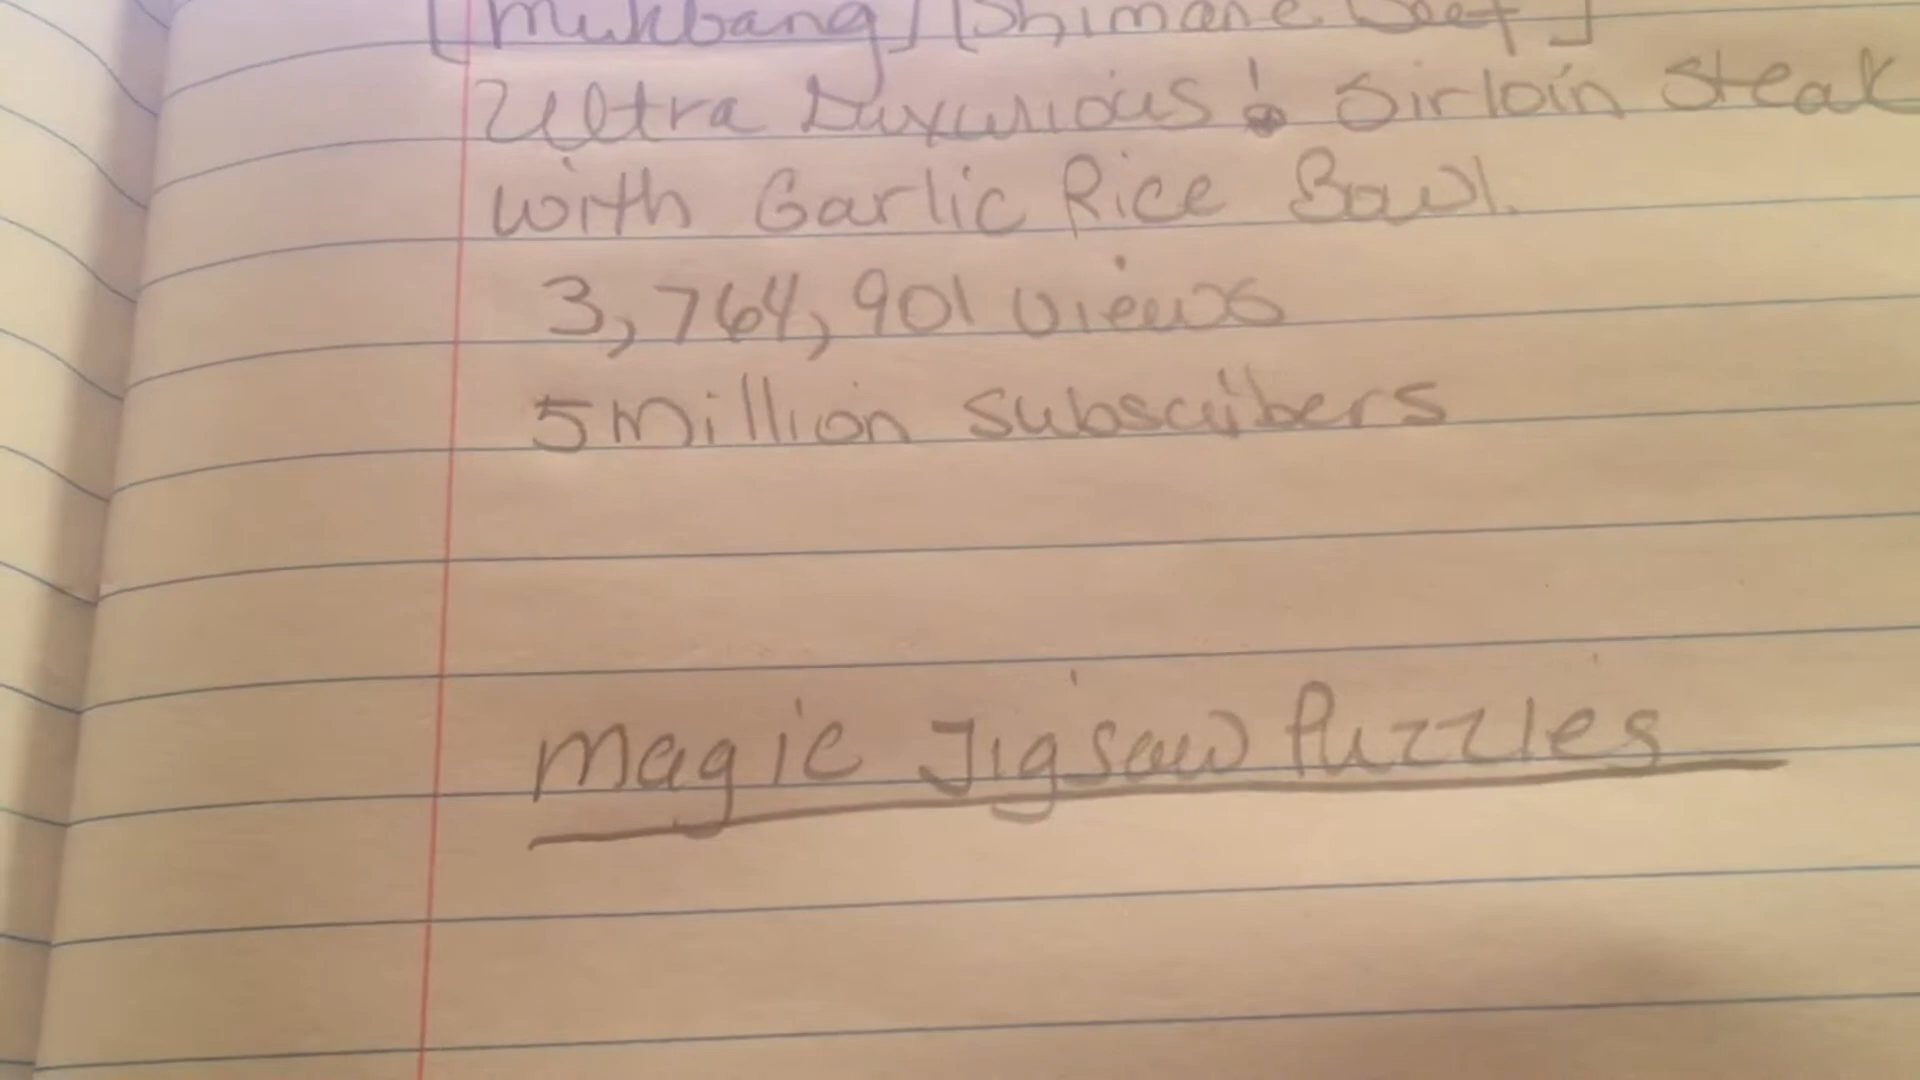 [Mukbang] [Shimane Beef]
Ultra Luxurious! Sirloin Steak
with Garlic Rice Bowl.
3,764,901 views
5 million subscribers
Magic Jigsaw Puzzles